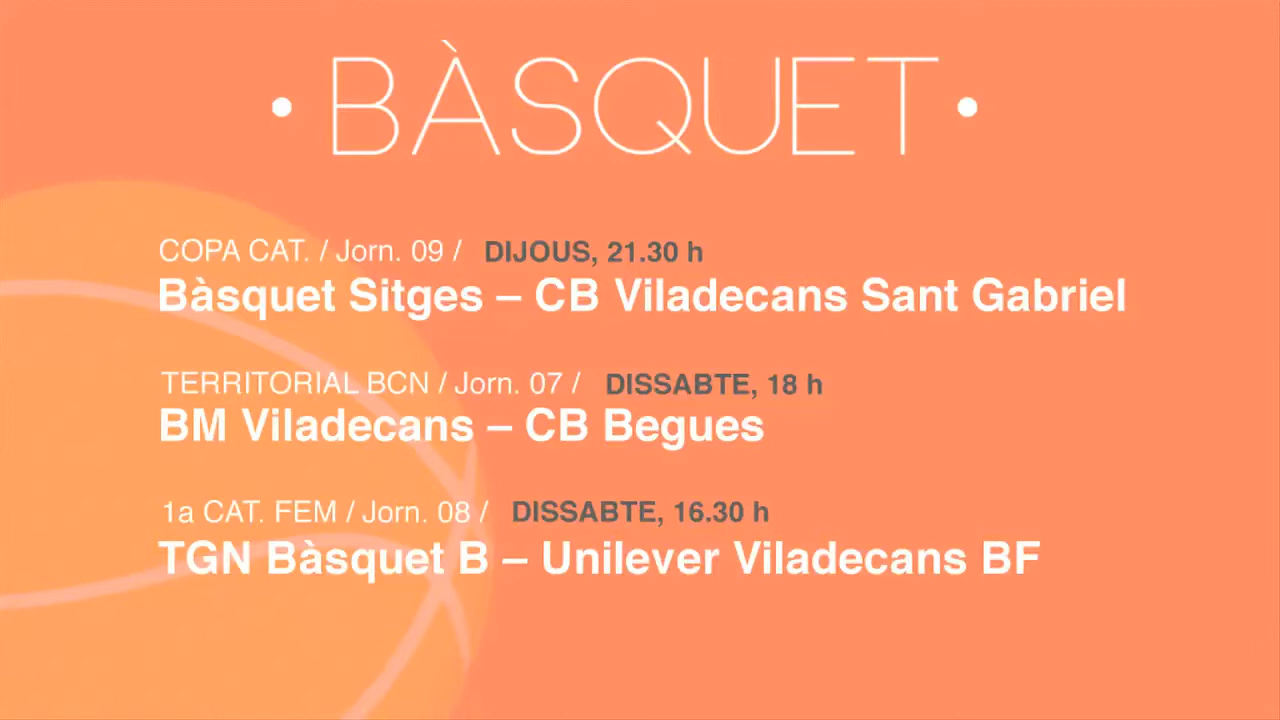 • BÀSQUET •
COPA CAT. / Jorn. 09 / DIJOUS, 21.30 h
Bàsquet Sitges – CB Viladecans Sant Gabriel
TERRITORIAL BCN / Jorn. 07 / DISSABTE, 18 h
BM Viladecans – CB Begues
1a CAT. FEM / Jorn. 08 / DISSABTE, 16.30 h
TGN Bàsquet B – Unilever Viladecans BF